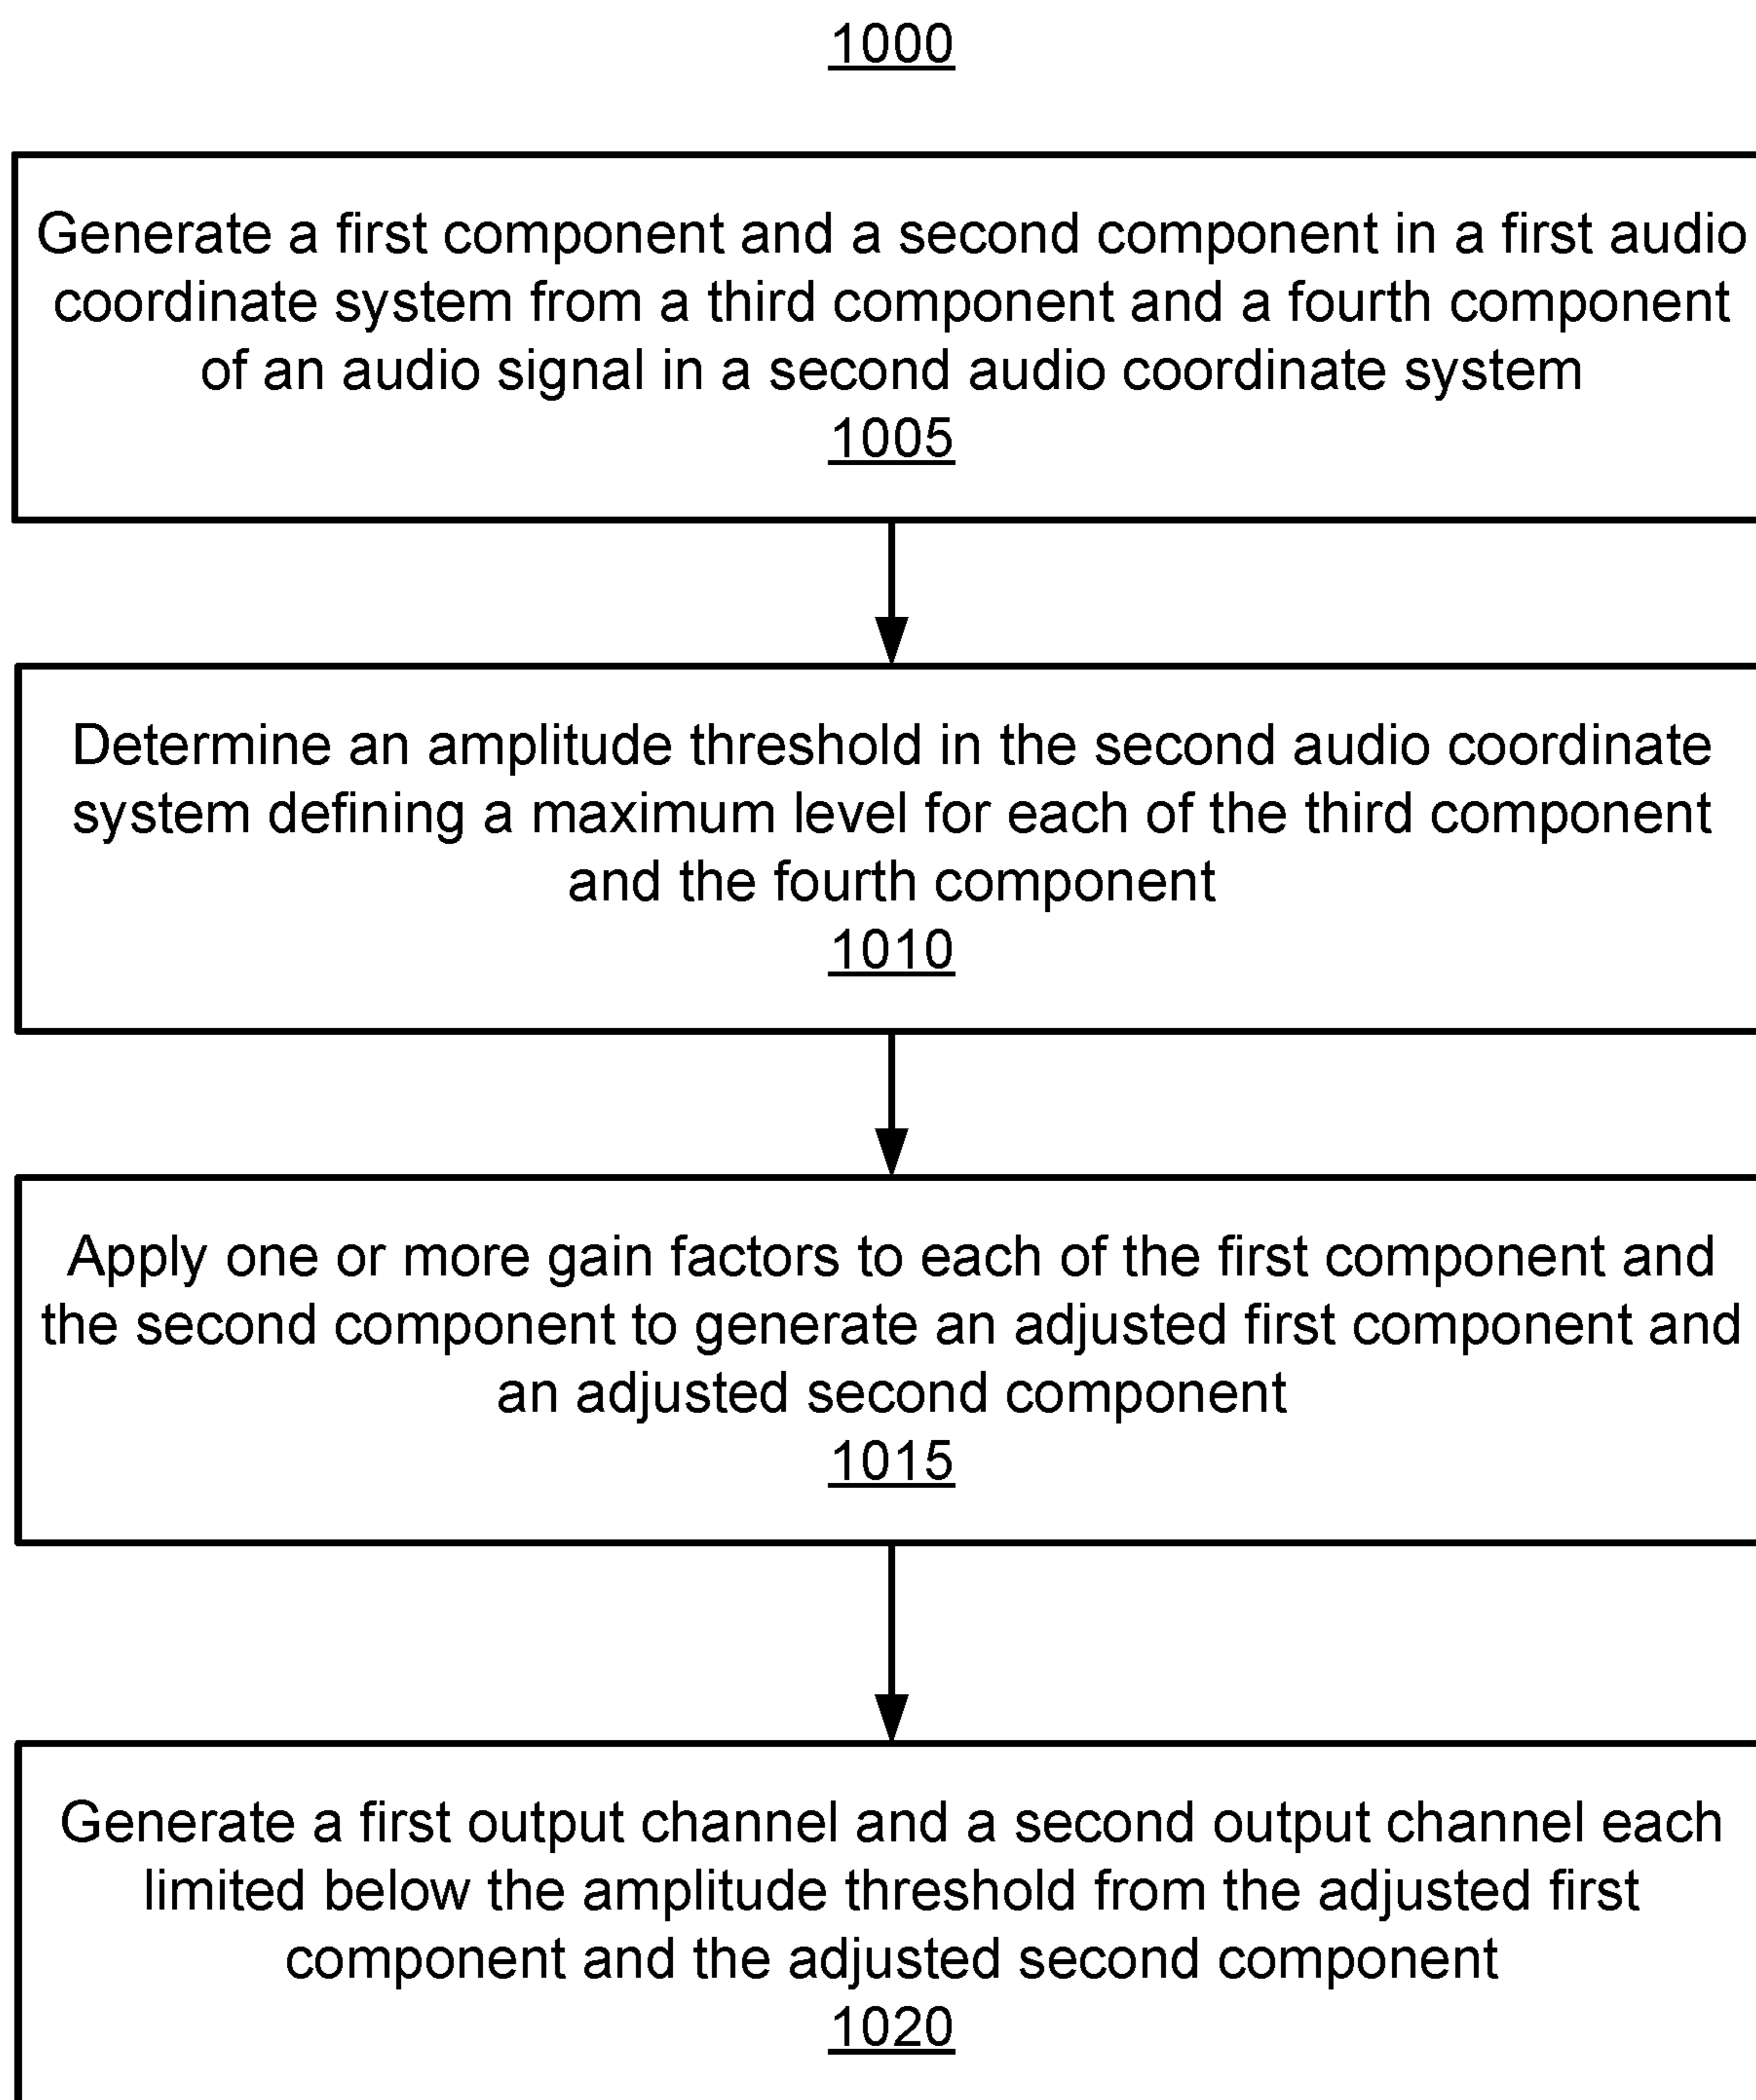 1000
Generate a first component and a second component in a first audio
coordinate system from a third component and a fourth component
of an audio signal in a second audio coordinate system
1005
Determine an amplitude threshold in the second audio coordinate
system defining a maximum level for each of the third component
and the fourth component
1010
Apply one or more gain factors to each of the first component and
the second component to generate an adjusted first component and
an adjusted second component
1015
Generate a first output channel and a second output channel each
limited below the amplitude threshold from the adjusted first
component and the adjusted second component
1020